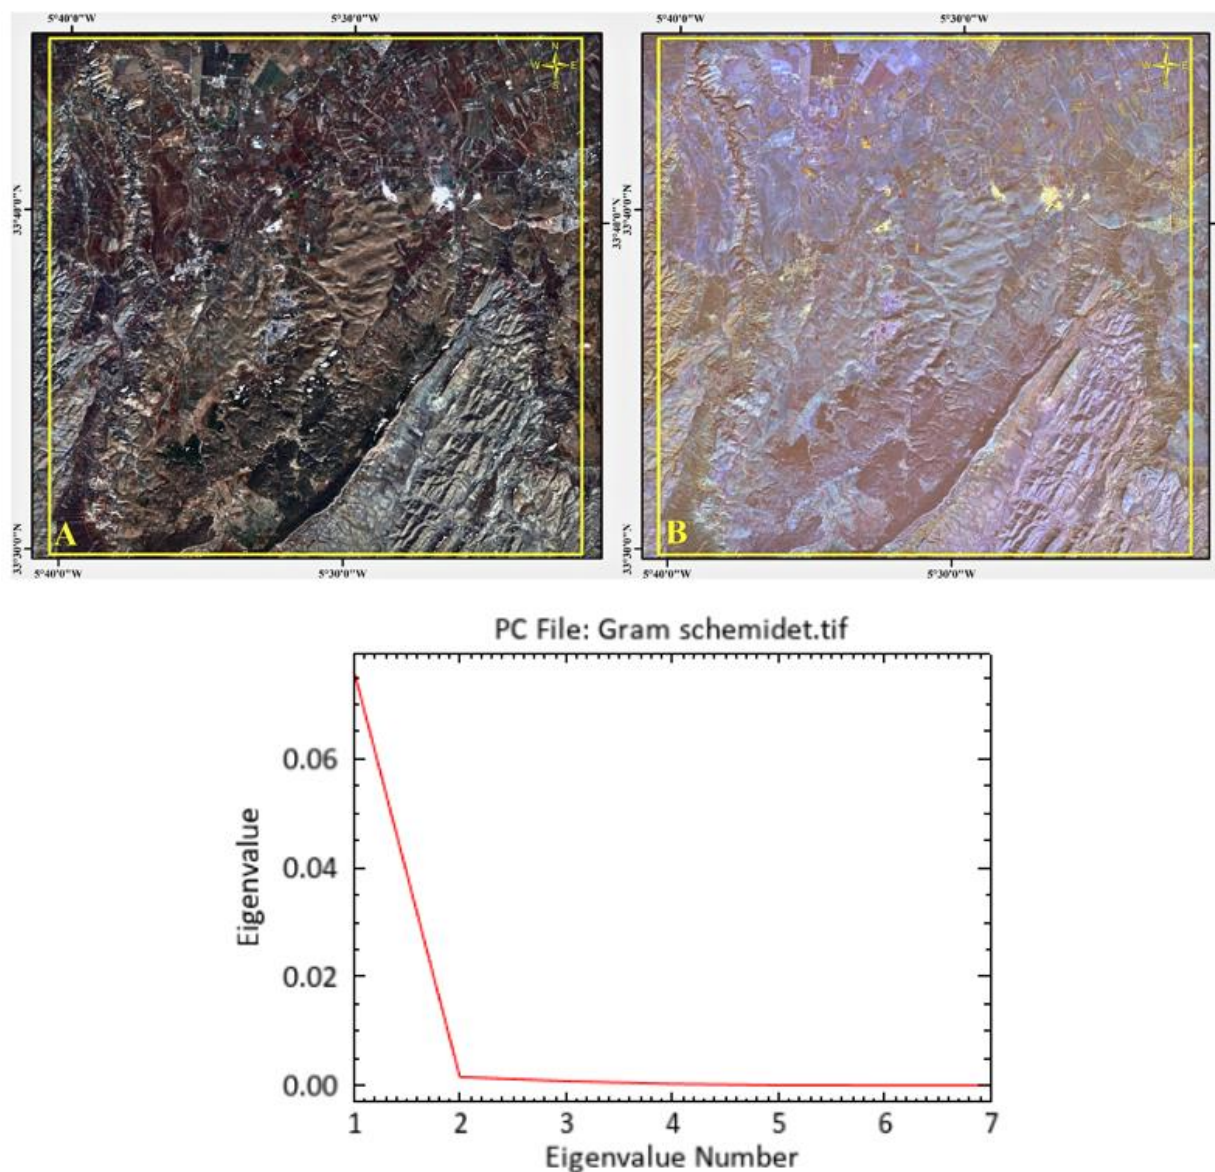 5°40'0"W 5°30'0"W 5°40'0"W 5°30'0"W
N
W E
S
N
W E
S
33°40'0"N 33°40'0"N 33°40'0"N
33°30'0"N 33°30'0"N
A B
5°40'0"W 5°30'0"W 5°40'0"W 5°30'0"W
PC File: Gram schemidet.tif
Eigenvalue
0.06
0.04
0.02
0.00
1 2 3 4 5 6 7
Eigenvalue Number